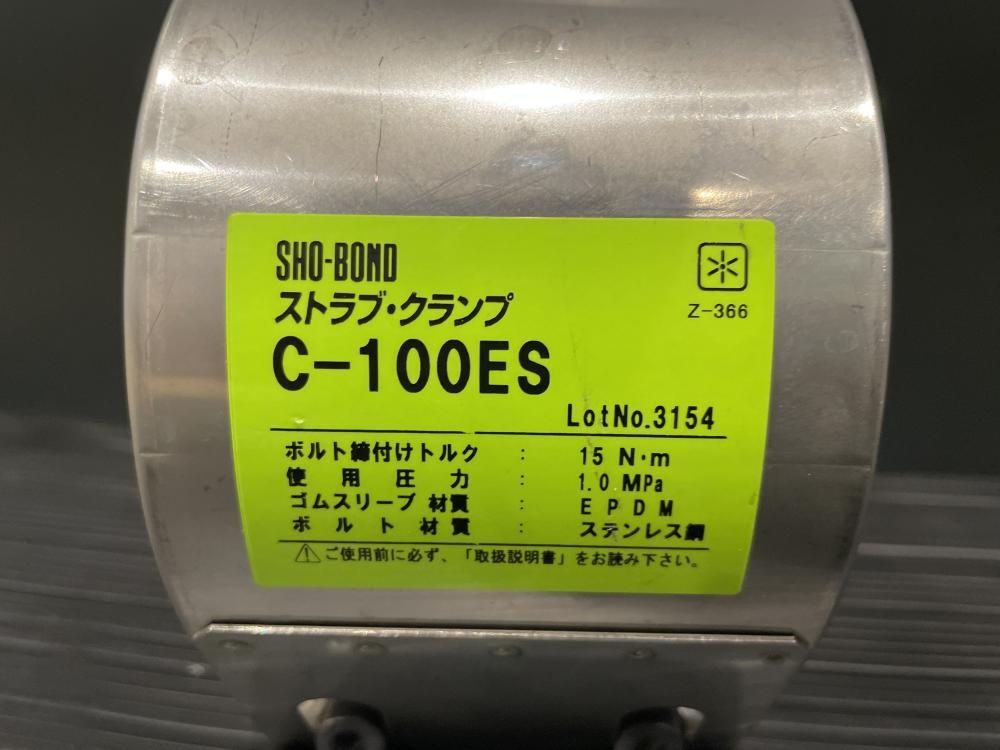 SHO-BOND
ストラブ・クランプ
Z-366
C-100ES
LotNo.3154
ボルト締付けトルク : 15 N・m
使用圧力 : 1.0 MPa
ゴムスリーブ 材質 : EPDM
ボルト材質 : ステンレス鋼
⚠ご使用前に必ず、「取扱説明書」をお読み下さい。